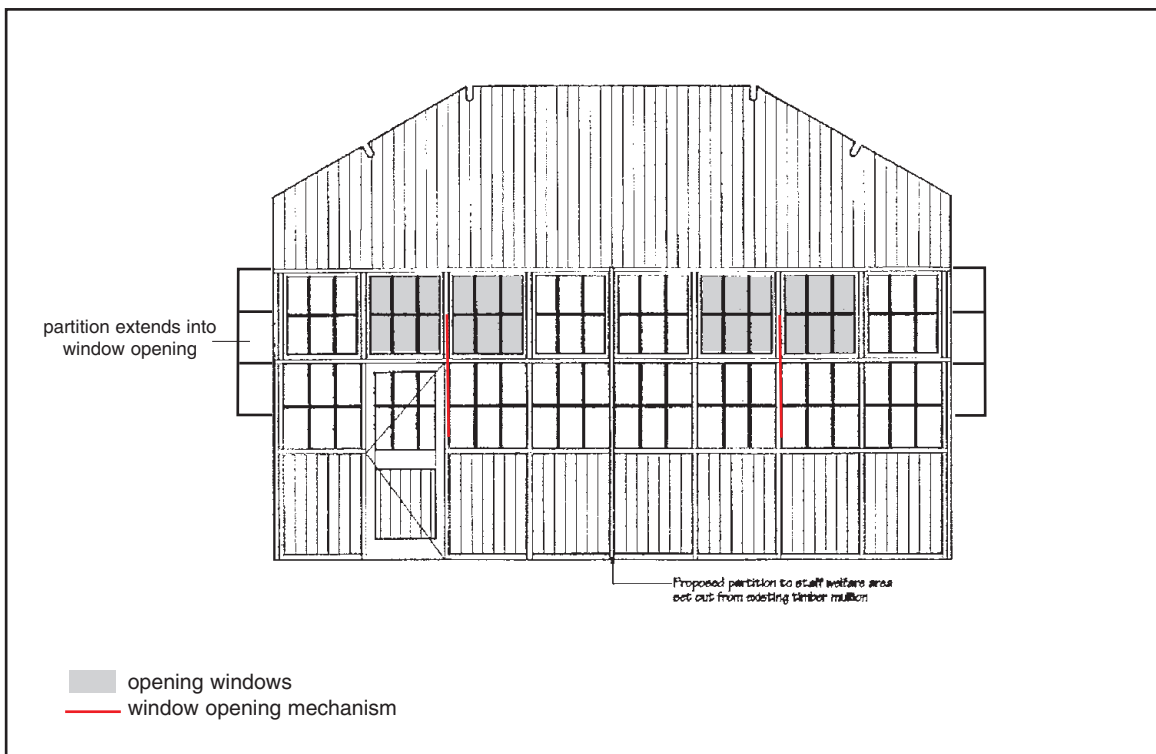 partition extends into
window opening
Proposed partition to staff welfare area
set out from existing timber mullion
opening windows
window opening mechanism